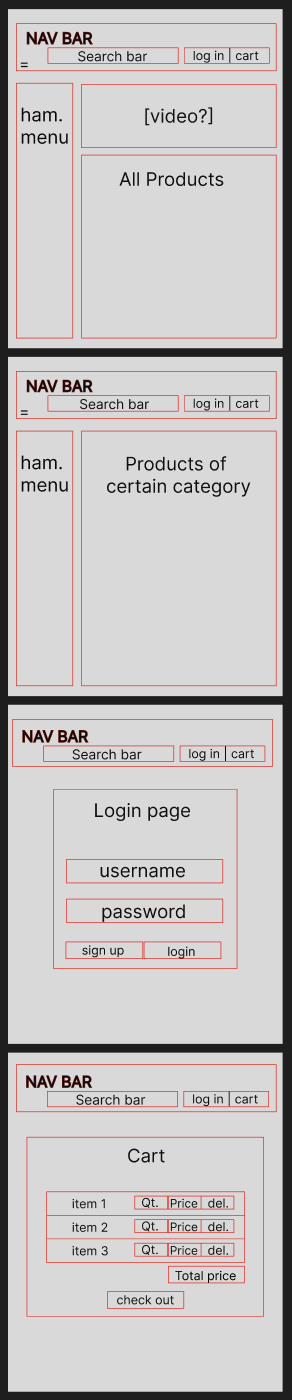 NAV BAR
= Search bar log in cart
ham.
menu
[video?]
All Products
NAV BAR
= Search bar log in cart
ham.
menu
Products of
certain category
NAV BAR
Search bar log in cart
Login page
username
password
sign up login
NAV BAR
Search bar log in cart
Cart
item 1 Qt. Price del.
item 2 Qt. Price del.
item 3 Qt. Price del.
Total price
check out